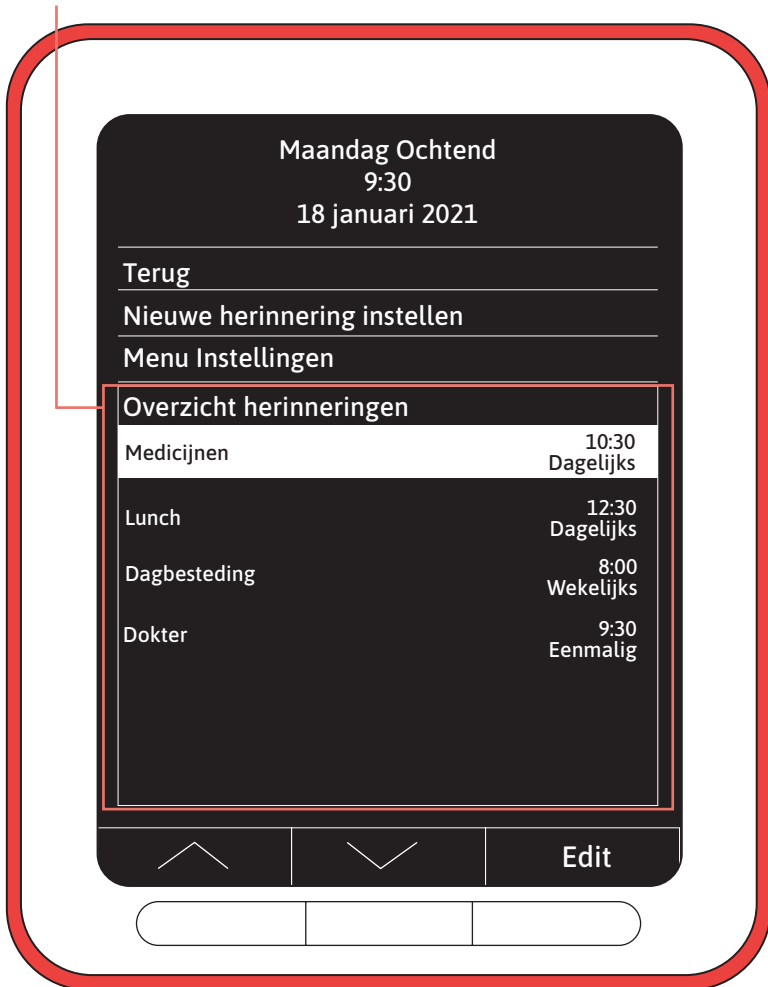 Maandag Ochtend
9:30
18 januari 2021
Terug
Nieuwe herinnering instellen
Menu Instellingen
Overzicht herinneringen
Medicijnen 10:30
Dagelijks
Lunch 12:30
Dagelijks
Dagbesteding 8:00
Wekelijks
Dokter 9:30
Eenmalig
Edit